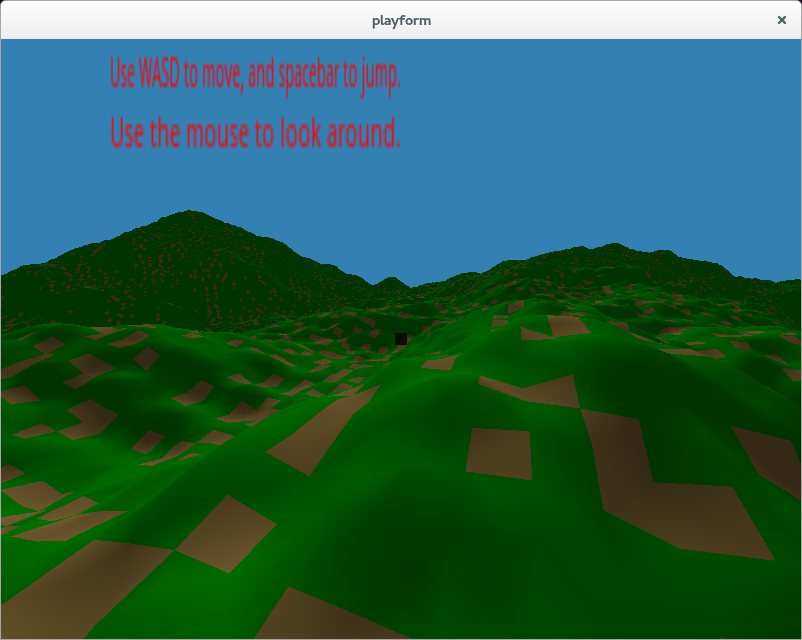 playform
Use WASD to move, and spacebar to jump.
Use the mouse to look around.